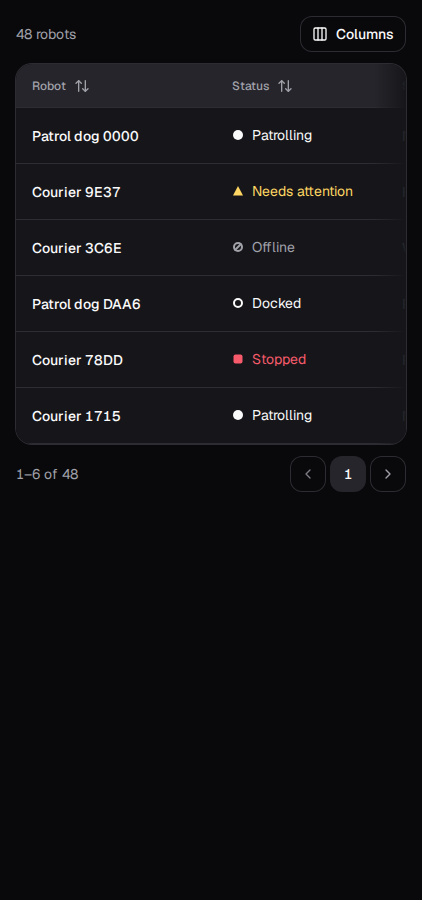 48 robots
Columns
Robot Status
Patrol dog 0000 Patrolling
Courier 9E37 Needs attention
Courier 3C6E Offline
Patrol dog DAA6 Docked
Courier 78DD Stopped
Courier 1715 Patrolling
1–6 of 48
1